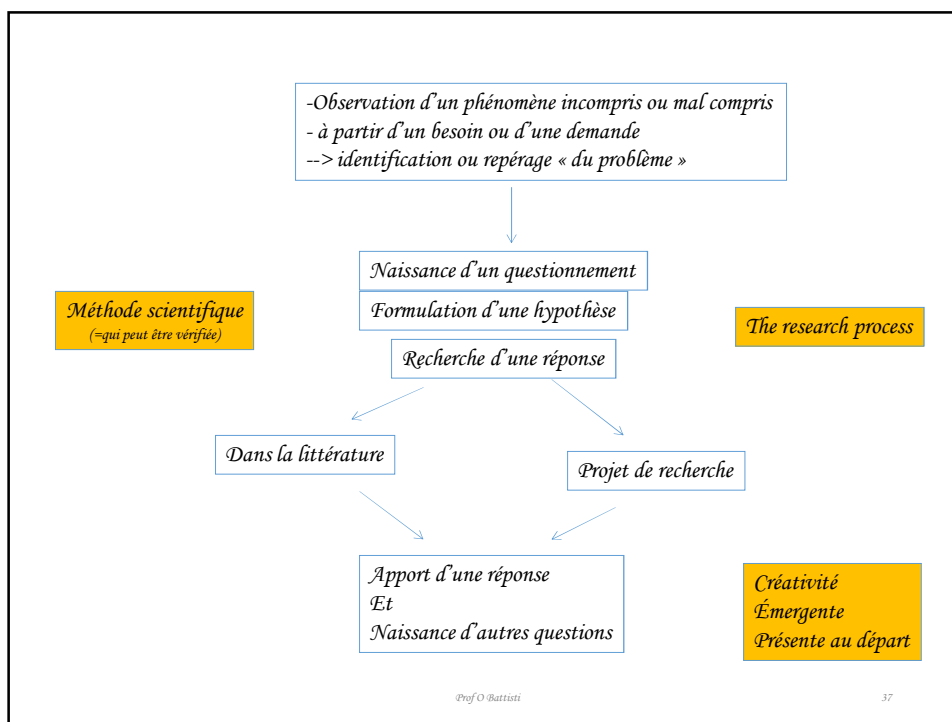 -Observation d’un phénomène incompris ou mal compris
- à partir d’un besoin ou d’une demande
--> identification ou repérage « du problème »
Naissance d’un questionnement
Méthode scientifique
(=qui peut être vérifiée)
Formulation d’une hypothèse
The research process
Recherche d’une réponse
Dans la littérature
Projet de recherche
Apport d’une réponse
Et
Naissance d’autres questions
Créativité
Émergente
Présente au départ
Prof O Battisti
37